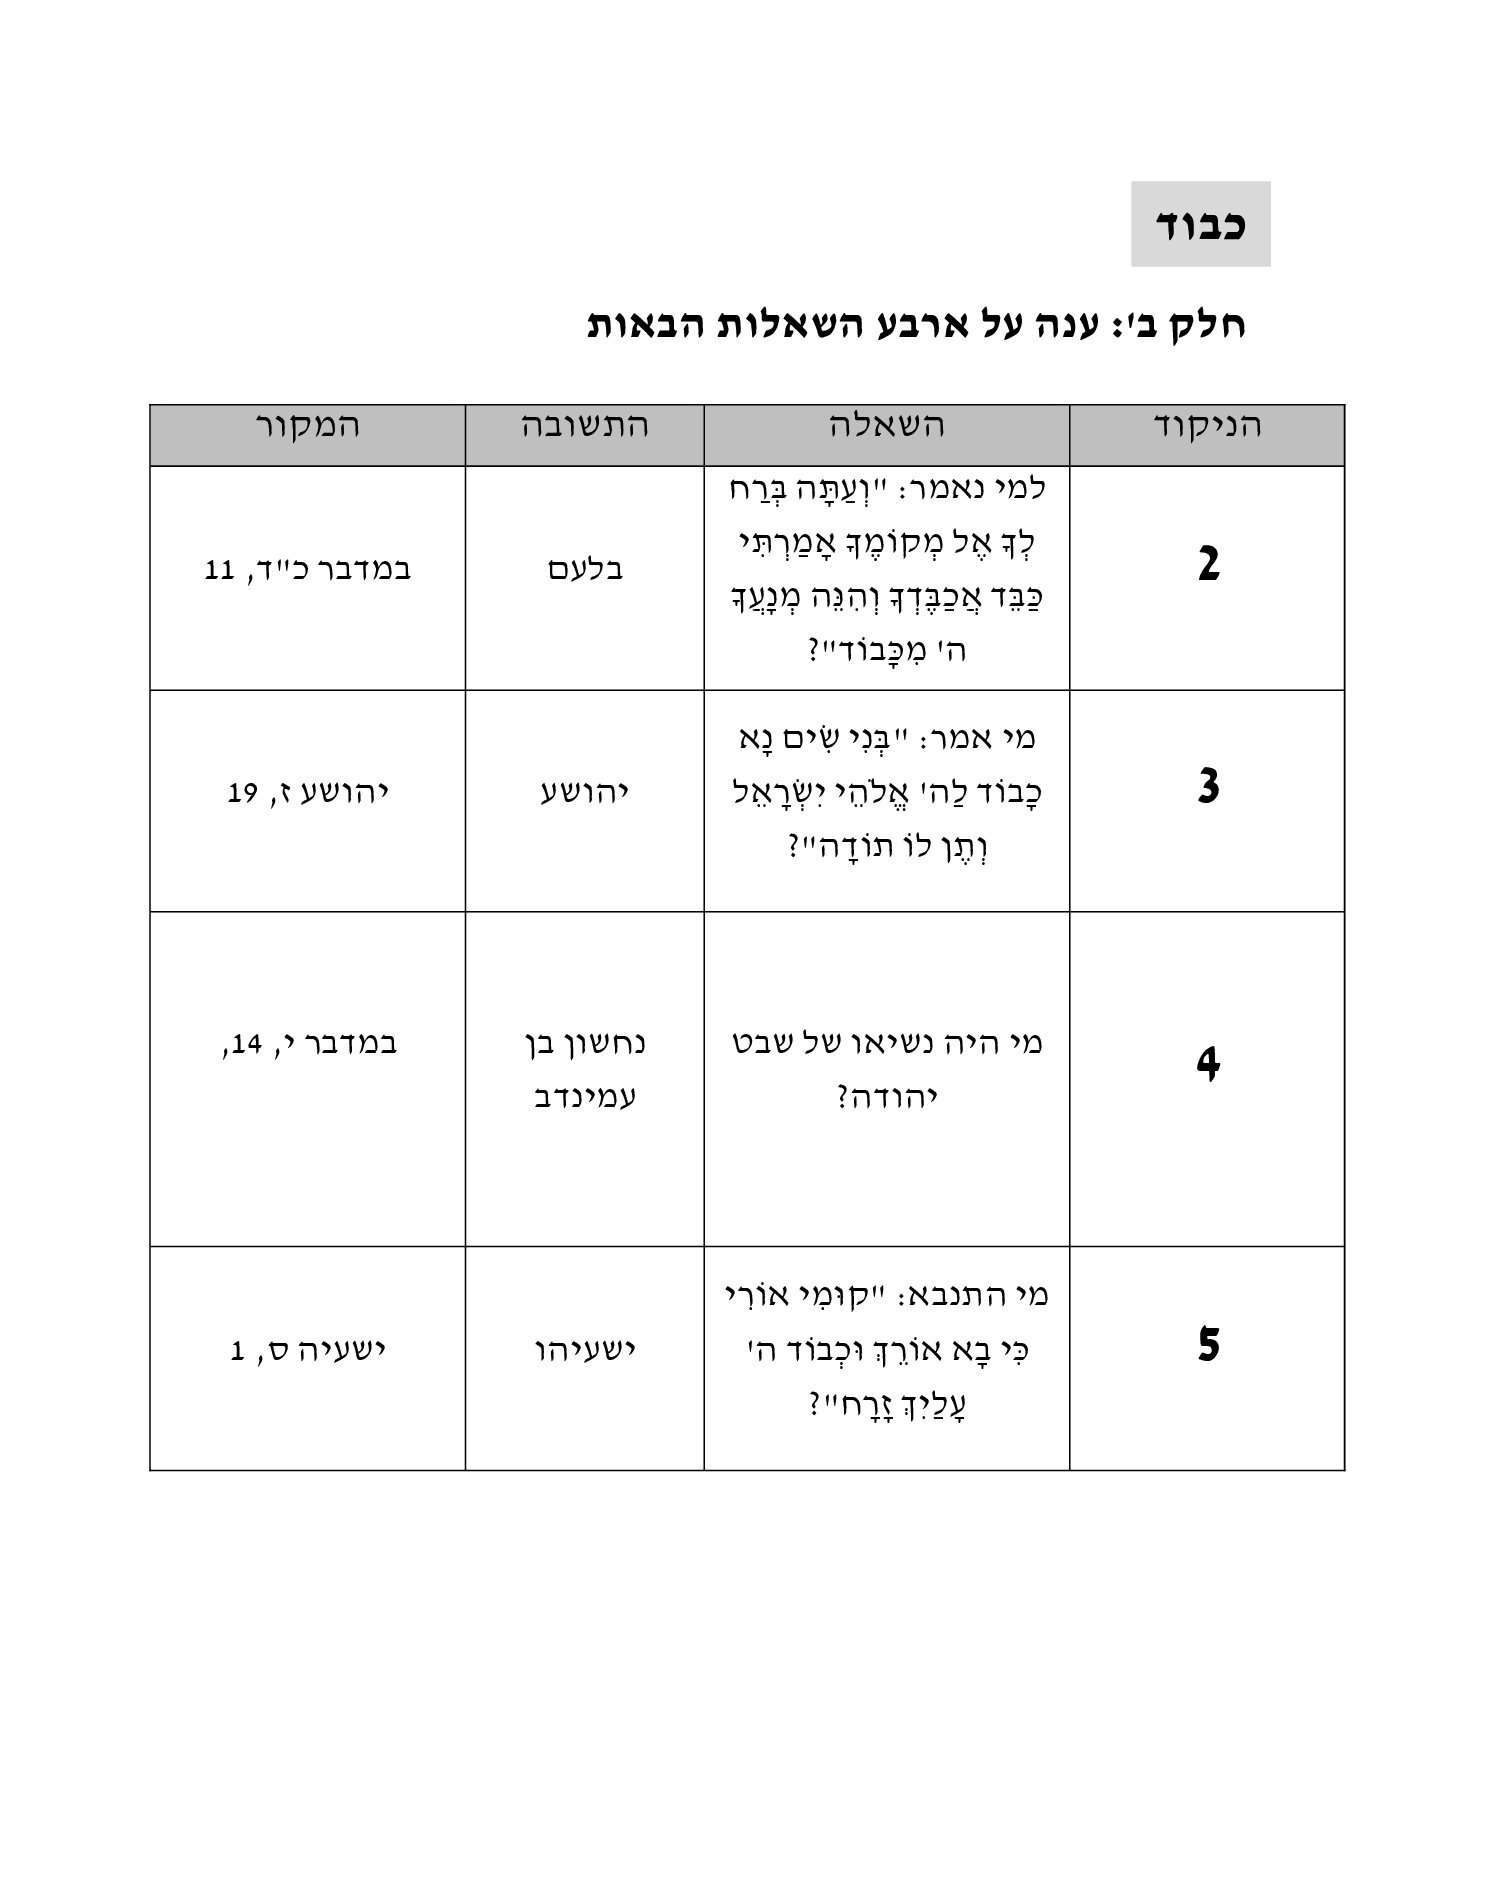 כבוד
חלק ב': ענה על ארבע השאלות הבאות
הניקוד השאלה התשובה המקור
2
למי נאמר: "וְעַתָּה בְּרַח
לְךָ אֶל מְקוֹמֶךָ אָמַרְתִּי
כַּבֵּד אֲכַבֶּדְךָ וְהִנֵּה מְנָעֲךָ
ה' מִכָּבוֹד"?
בלעם
במדבר כ"ד, 11
3
מי אמר: "בְּנִי שִׂים נָא
כָבוֹד לַה' אֱלֹהֵי יִשְׂרָאֵל
וְתֶן לוֹ תוֹדָה"?
יהושע
יהושע ז, 19
4
מי היה נשיאו של שבט
יהודה?
נחשון בן
עמינדב
במדבר י, 14,
5
מי התנבא: "קוּמִי אוֹרִי
כִּי בָא אוֹרֵךְ וּכְבוֹד ה'
עָלַיִךְ זָרָח"?
ישעיהו
ישעיה ס, 1